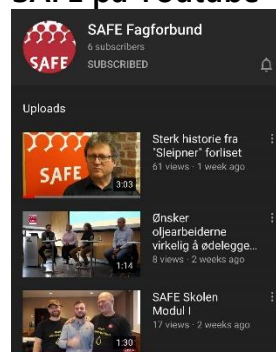 SAFE på Youtube
SAFE Fagforbund
6 subscribers
SUBSCRIBED
SAFE
Uploads
Sterk historie fra
"Sleipner" forliset
61 views · 1 week ago
SAFE
3:03
Ønsker
oljearbeiderne
virkelig å ødelegge...
8 views · 2 weeks ago
1:14
SAFE Skolen
Modul I
17 views · 2 weeks ago
1:30